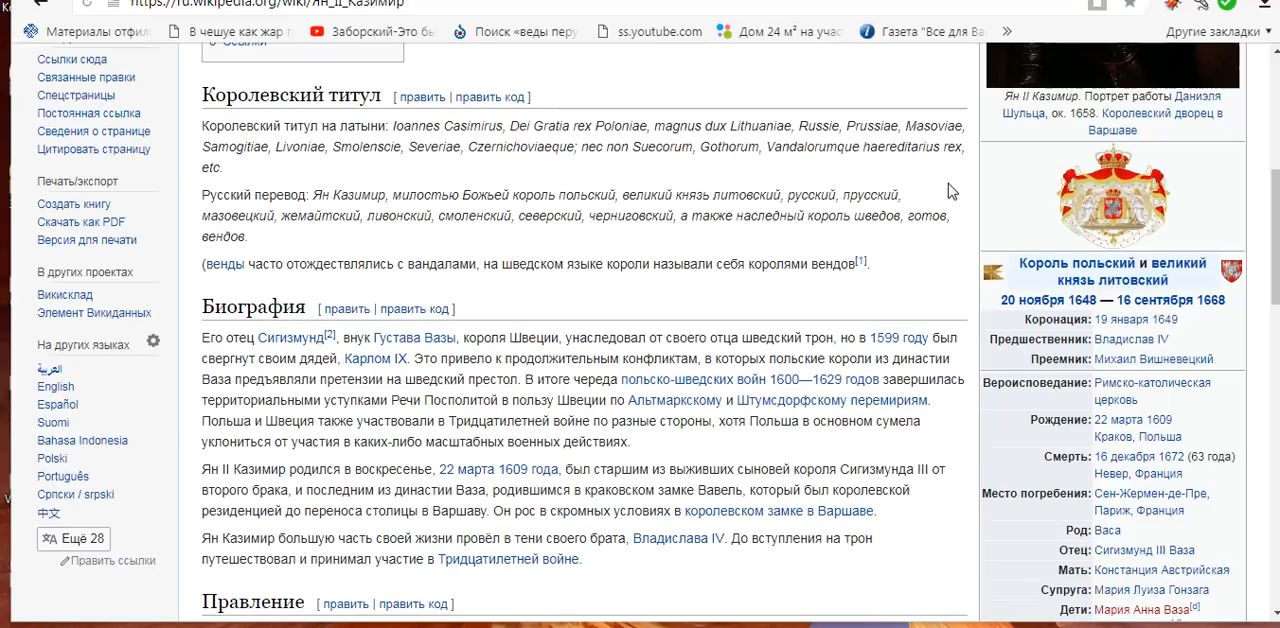 https://ru.wikipedia.org/wiki/Ян_II_Казимир
Материалы отфил
В чешуе как жар
Заборский-Это бы
Поиск «веды перу
ss.youtube.com
Дом 24 м² на учас
Газета "Все для Ва
»
Другие закладки
Ссылки сюда
Связанные правки
Спецстраницы
Постоянная ссылка
Сведения о странице
Цитировать страницу
Печать/экспорт
Создать книгу
Скачать как PDF
Версия для печати
В других проектах
Викисклад
Элемент Викиданных
На других языках
العربية
English
Español
Suomi
Bahasa Indonesia
Polski
Português
Српски / srpski
中文
Ещё 28
Править ссылки
Ссылки
Королевский титул [ править | править код ]
Королевский титул на латыни: Ioannes Casimirus, Dei Gratia rex Poloniae, magnus dux Lithuaniae, Russie, Prussiae, Masoviae,
Samogitiae, Livoniae, Smolenscie, Severiae, Czernichoviaeque; nec non Suecorum, Gothorum, Vandalorumque haereditarius rex,
etc.
Русский перевод: Ян Казимир, милостью Божьей король польский, великий князь литовский, русский, прусский,
мазовецкий, жемайтский, ливонский, смоленский, северский, черниговский, а также наследный король шведов, готов,
вендов.
(венды часто отождествлялись с вандалами, на шведском языке короли называли себя королями вендов[1].
Биография [ править | править код ]
Его отец Сигизмунд[2], внук Густава Вазы, короля Швеции, унаследовал от своего отца шведский трон, но в 1599 году был
свергнут своим дядей, Карлом IX. Это привело к продолжительным конфликтам, в которых польские короли из династии
Ваза предъявляли претензии на шведский престол. В итоге череда польско-шведских войн 1600—1629 годов завершилась
территориальными уступками Речи Посполитой в пользу Швеции по Альтмаркскому и Штумсдорфскому перемириям.
Польша и Швеция также участвовали в Тридцатилетней войне по разные стороны, хотя Польша в основном сумела
уклониться от участия в каких-либо масштабных военных действиях.
Ян II Казимир родился в воскресенье, 22 марта 1609 года, был старшим из выживших сыновей короля Сигизмунда III от
второго брака, и последним из династии Ваза, родившимся в краковском замке Вавель, который был королевской
резиденцией до переноса столицы в Варшаву. Он рос в скромных условиях в королевском замке в Варшаве.
Ян Казимир большую часть своей жизни провёл в тени своего брата, Владислава IV. До вступления на трон
путешествовал и принимал участие в Тридцатилетней войне.
Правление [ править | править код ]
Ян II Казимир. Портрет работы Даниэля
Шульца, ок. 1658. Королевский дворец в
Варшаве
Король польский и великий
князь литовский
20 ноября 1648 — 16 сентября 1668
Коронация: 19 января 1649
Предшественник: Владислав IV
Преемник: Михаил Вишневецкий
Вероисповедание: Римско-католическая
церковь
Рождение: 22 марта 1609
Краков, Польша
Смерть: 16 декабря 1672 (63 года)
Невер, Франция
Место погребения: Сен-Жермен-де-Пре,
Париж, Франция
Род: Васа
Отец: Сигизмунд III Ваза
Мать: Констанция Австрийская
Супруга: Мария Луиза Гонзага
Дети: Мария Анна Ваза[d]